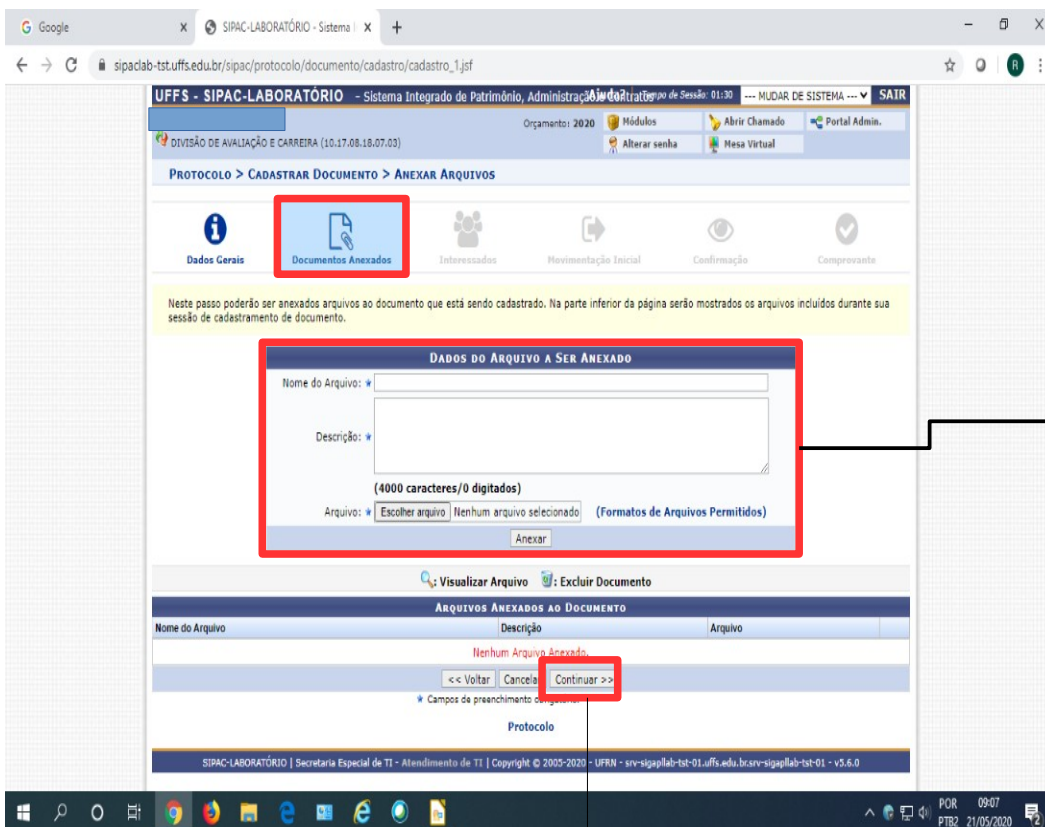 Google
SIPAC-LABORATÓRIO - Sistema I
sipaclab-tst.uffs.edu.br/sipac/protocolo/documento/cadastro/cadastro_1.jsf
R
UFFS - SIPAC-LABORATÓRIO - Sistema Integrado de Patrimônio, Administração e Contratos
Ajuda? Tempo de Sessão: 01:30 --- MUDAR DE SISTEMA --- SAIR
Orçamento: 2020 Módulos Abrir Chamado Portal Admin.
DIVISÃO DE AVALIAÇÃO E CARREIRA (10.17.08.18.07.03) Alterar senha Mesa Virtual
PROTOCOLO > CADASTRAR DOCUMENTO > ANEXAR ARQUIVOS
Dados Gerais Documentos Anexados Interessados Movimentação Inicial Confirmação Comprovante
Neste passo poderão ser anexados arquivos ao documento que está sendo cadastrado. Na parte inferior da página serão mostrados os arquivos incluídos durante sua
sessão de cadastramento de documento.
DADOS DO ARQUIVO A SER ANEXADO
Nome do Arquivo: ★
Descrição: ★
(4000 caracteres/0 digitados)
Arquivo: ★ Escolher arquivo Nenhum arquivo selecionado (Formatos de Arquivos Permitidos)
Anexar
: Visualizar Arquivo : Excluir Documento
ARQUIVOS ANEXADOS AO DOCUMENTO
Nome do Arquivo Descrição Arquivo
Nenhum Arquivo Anexado.
<< Voltar Cancela Continuar >>
★ Campos de preenchimento
Protocolo
SIPAC-LABORATÓRIO | Secretaria Especial de TI - Atendimento de TI | Copyright © 2005-2020 - UFRN - srv-sigapllab-tst-01.uffs.edu.br.srv-sigapllab-tst-01 - v5.6.0
POR 09:07
PTB2 21/05/2020
2